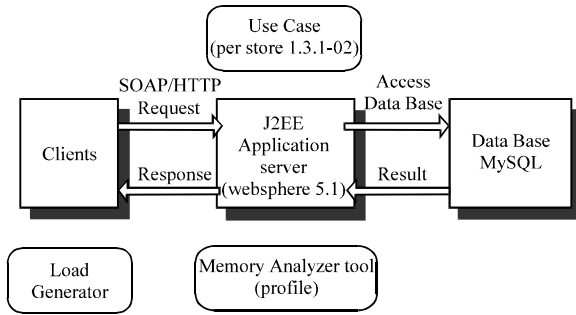 Use Case
(per store 1.3.1-02)
SOAP/HTTP
Request
Access
Data Base
Clients
J2EE
Application
server
(websphere 5.1)
Data Base
MySQL
Response
Result
Load
Generator
Memory Analyzer tool
(profile)